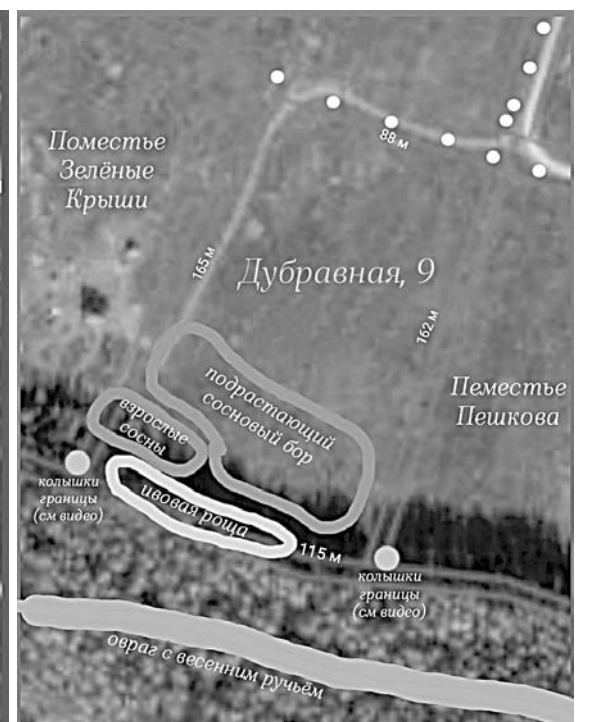 88 м
Поместье
Зелёные
Крыши
165 м
Дубравная, 9
162 м
подрастающий
сосновый бор
Пеместье
Пешкова
взрослые
сосны
колышки
границы
(см видео)
ивовая роща
115 м
колышки
границы
(см видео)
овраг с весенним ручьём